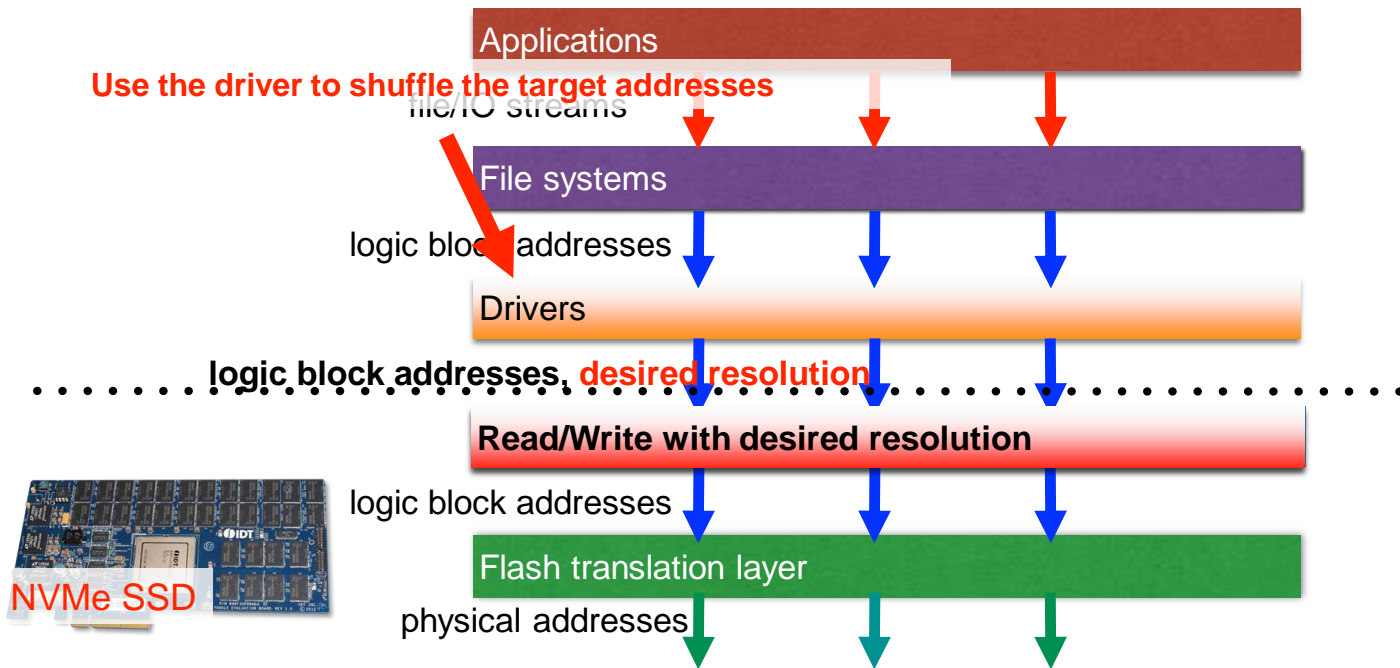 Applications
Use the driver to shuffle the target addresses
file/IO streams
File systems
logic block addresses
Drivers
logic block addresses, desired resolution
Read/Write with desired resolution
logic block addresses
IDT
Flash translation layer
NVMe SSD
physical addresses